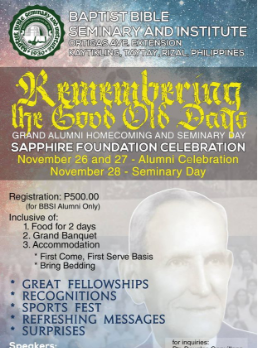 BAPTIST BIBLE
SEMINARY AND INSTITUTE
ORTIGAS AVE. EXTENSION
KAYTIKLING, TAYTAY, RIZAL, PHILIPPINES
Remembering
the Good Old Days
GRAND ALUMNI HOMECOMING AND SEMINARY DAY
SAPPHIRE FOUNDATION CELEBRATION
November 26 and 27 - Alumni Celebration
November 28 - Seminary Day
Registration: P500.00
(for BBSI Alumni Only)
Inclusive of:
1. Food for 2 days
2. Grand Banquet
3. Accommodation
* First Come, First Serve Basis
* Bring Bedding
* GREAT FELLOWSHIPS
* RECOGNITIONS
* SPORTS FEST
* REFRESHING MESSAGES
* SURPRISES
Speakers:
for inquiries: